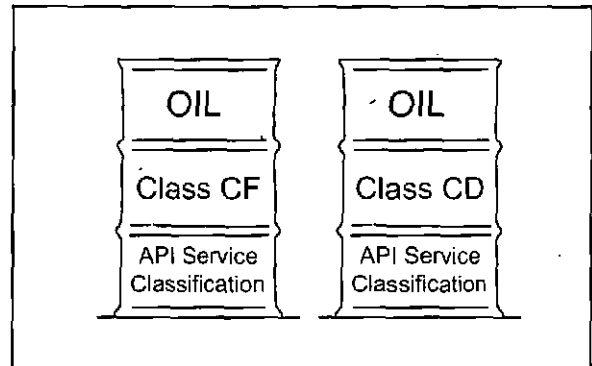 OIL
Class CF
API Service
Classification
OIL
Class CD
API Service
Classification